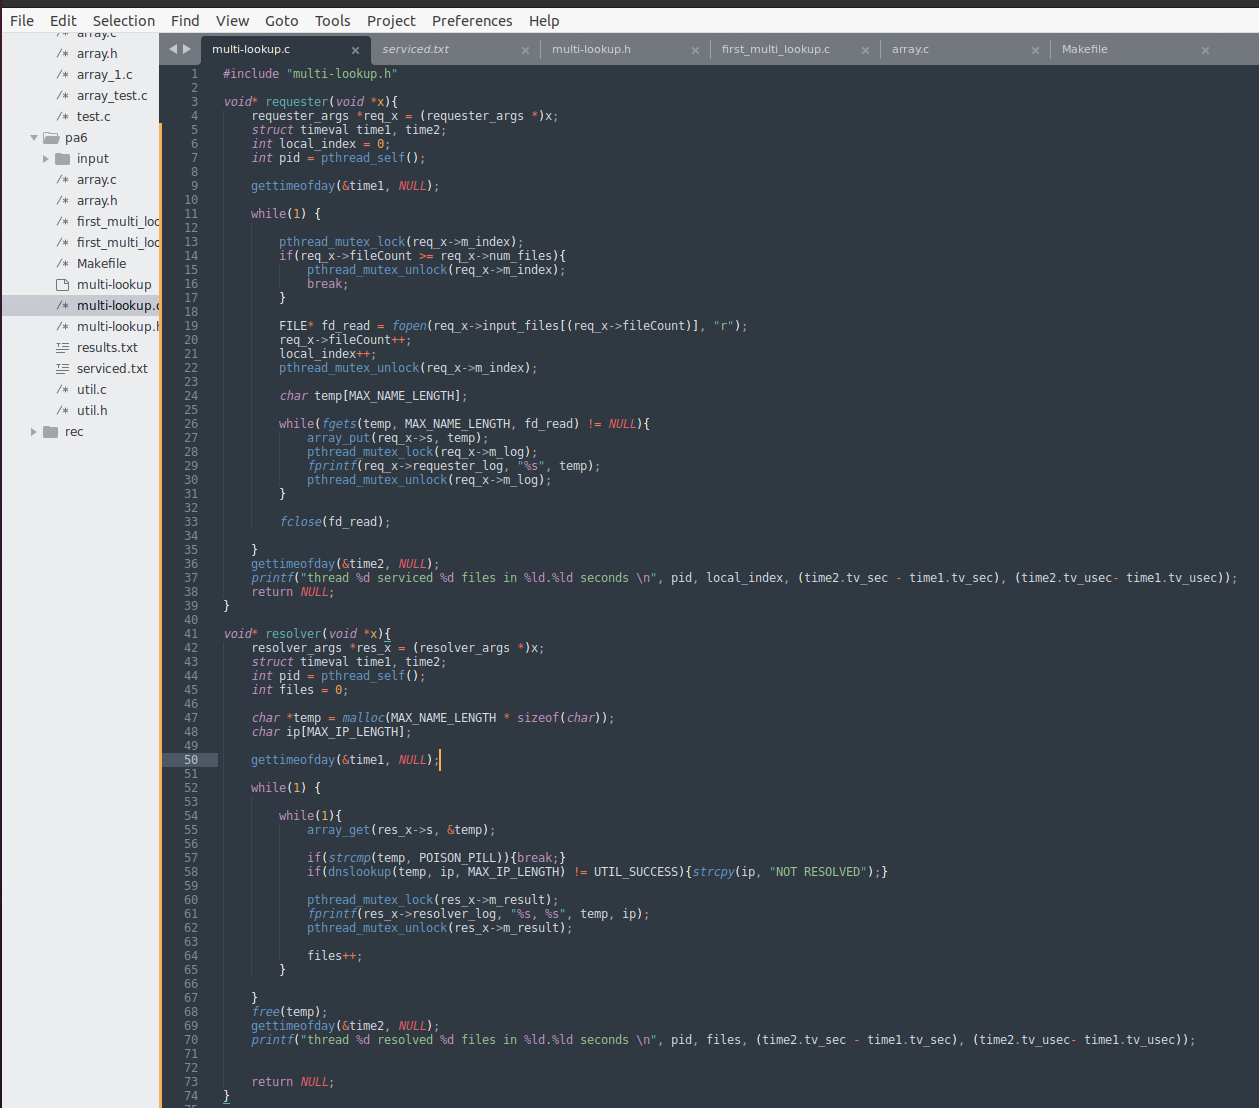 File Edit Selection Find View Goto Tools Project Preferences Help
array.c
/* array.h
/* array_1.c
/* array_test.c
/* test.c
pa6
input
/* array.c
/* array.h
/* first_multi_loo
/* first_multi_loo
/* Makefile
multi-lookup
/* multi-lookup.c
/* multi-lookup.h
results.txt
serviced.txt
/* util.c
/* util.h
rec
multi-lookup.c × serviced.txt × multi-lookup.h × first_multi_lookup.c × array.c × Makefile ×
1 #include "multi-lookup.h"
2
3 void* requester(void *x){
4 requester_args *req_x = (requester_args *)x;
5 struct timeval time1, time2;
6 int local_index = 0;
7 int pid = pthread_self();
8
9 gettimeofday(&time1, NULL);
10
11 while(1) {
12
13 pthread_mutex_lock(req_x->m_index);
14 if(req_x->fileCount >= req_x->num_files){
15 pthread_mutex_unlock(req_x->m_index);
16 break;
17 }
18
19 FILE* fd_read = fopen(req_x->input_files[(req_x->fileCount)], "r");
20 req_x->fileCount++;
21 local_index++;
22 pthread_mutex_unlock(req_x->m_index);
23
24 char temp[MAX_NAME_LENGTH];
25
26 while(fgets(temp, MAX_NAME_LENGTH, fd_read) != NULL){
27 array_put(req_x->s, temp);
28 pthread_mutex_lock(req_x->m_log);
29 fprintf(req_x->requester_log, "%s", temp);
30 pthread_mutex_unlock(req_x->m_log);
31 }
32
33 fclose(fd_read);
34
35 }
36 gettimeofday(&time2, NULL);
37 printf("thread %d serviced %d files in %ld.%ld seconds \n", pid, local_index, (time2.tv_sec - time1.tv_sec), (time2.tv_usec- time1.tv_usec));
38 return NULL;
39 }
40
41 void* resolver(void *x){
42 resolver_args *res_x = (resolver_args *)x;
43 struct timeval time1, time2;
44 int pid = pthread_self();
45 int files = 0;
46
47 char *temp = malloc(MAX_NAME_LENGTH * sizeof(char));
48 char ip[MAX_IP_LENGTH];
49
50 gettimeofday(&time1, NULL);
51
52 while(1) {
53
54 while(1){
55 array_get(res_x->s, &temp);
56
57 if(strcmp(temp, POISON_PILL)){break;}
58 if(dnslookup(temp, ip, MAX_IP_LENGTH) != UTIL_SUCCESS){strcpy(ip, "NOT RESOLVED");}
59
60 pthread_mutex_lock(res_x->m_result);
61 fprintf(res_x->resolver_log, "%s, %s", temp, ip);
62 pthread_mutex_unlock(res_x->m_result);
63
64 files++;
65 }
66
67 }
68 free(temp);
69 gettimeofday(&time2, NULL);
70 printf("thread %d resolved %d files in %ld.%ld seconds \n", pid, files, (time2.tv_sec - time1.tv_sec), (time2.tv_usec- time1.tv_usec));
71
72
73 return NULL;
74 }
75